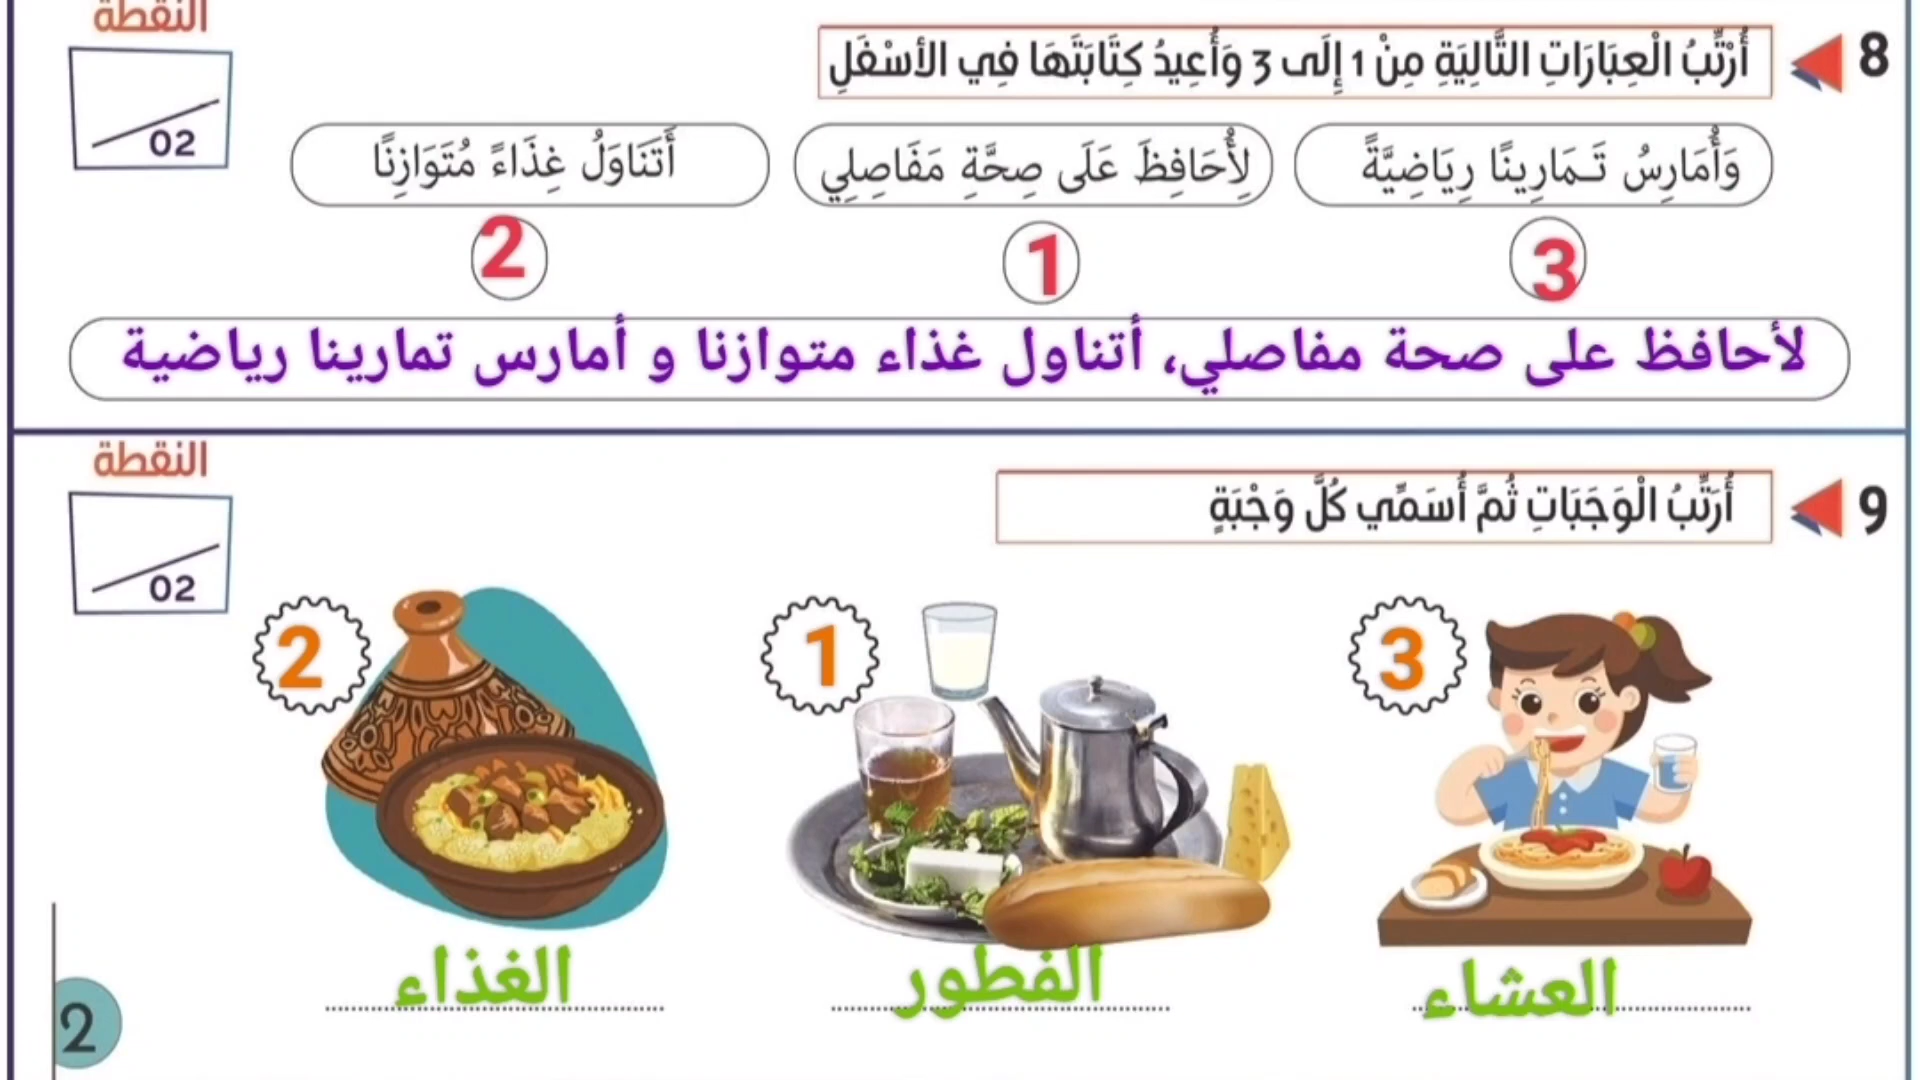 النقطة
02
8
أُرَتِّبُ الْعِبَارَاتِ التَّالِيَةِ مِنْ 1 إِلَى 3 وَأُعِيدُ كِتَابَتَهَا فِي الأسْفَلِ
وَأُمَارِسُ تَـمَارِينًا رِيَاضِيَّةً
لِأُحَافِظَ عَلَى صِحَّةِ مَفَاصِلِي
أَتَنَاوَلُ غِذَاءً مُتَوَازِنًا
3
1
2
لأحافظ على صحة مفاصلي، أتناول غذاء متوازنا و أمارس تمارينا رياضية
النقطة
02
9
أُرَتِّبُ الْوَجَبَاتِ ثُمَّ أُسَمِّي كُلَّ وَجْبَةٍ
3
1
2
العشاء
الفطور
الغذاء
2